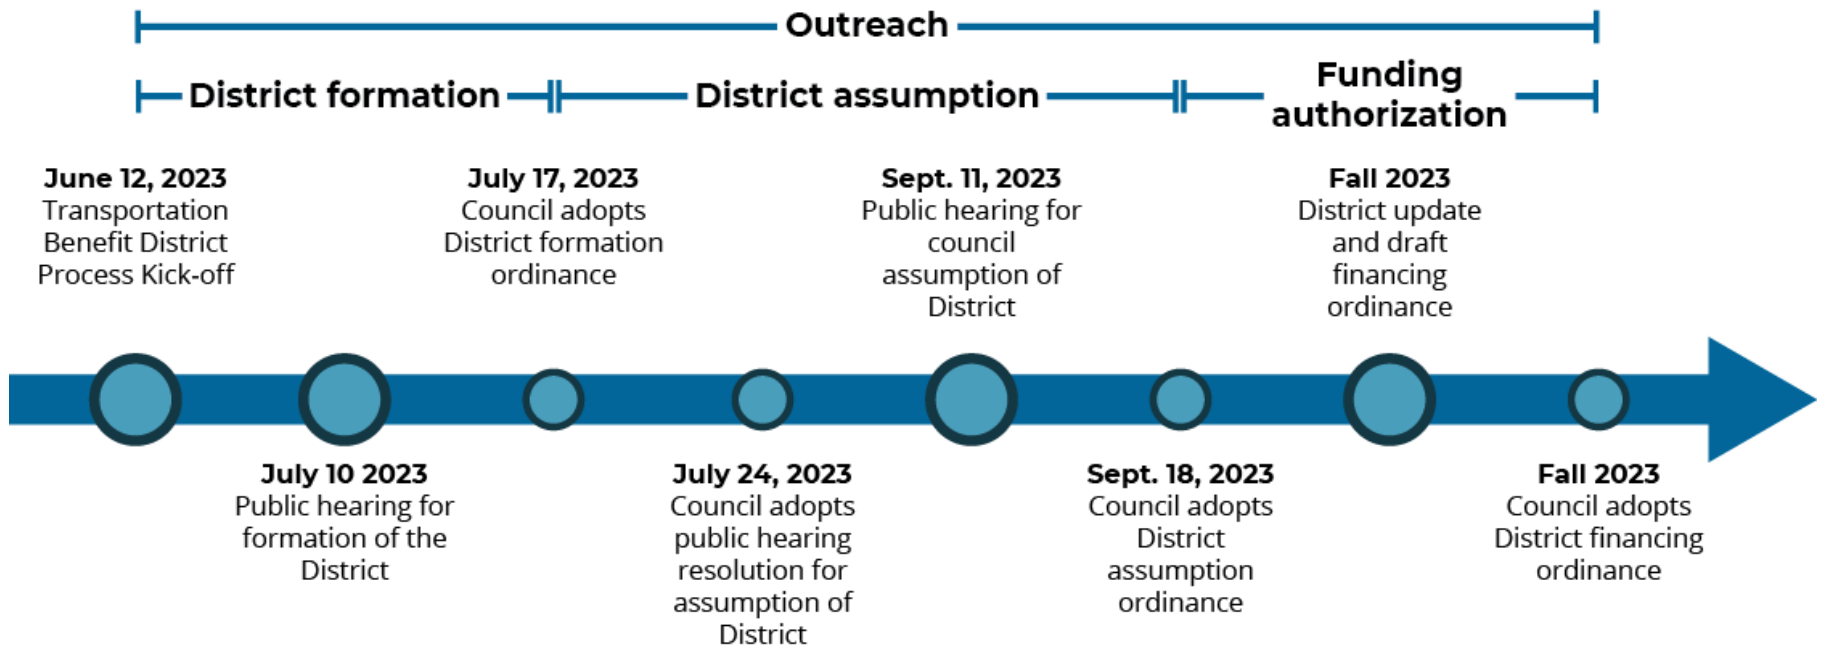 Outreach
District formation
District assumption
Funding
authorization
June 12, 2023
Transportation
Benefit District
Process Kick-off
July 17, 2023
Council adopts
District formation
ordinance
Sept. 11, 2023
Public hearing for
council
assumption of
District
Fall 2023
District update
and draft
financing
ordinance
July 10 2023
Public hearing for
formation of the
District
July 24, 2023
Council adopts
public hearing
resolution for
assumption of
District
Sept. 18, 2023
Council adopts
District
assumption
ordinance
Fall 2023
Council adopts
District financing
ordinance